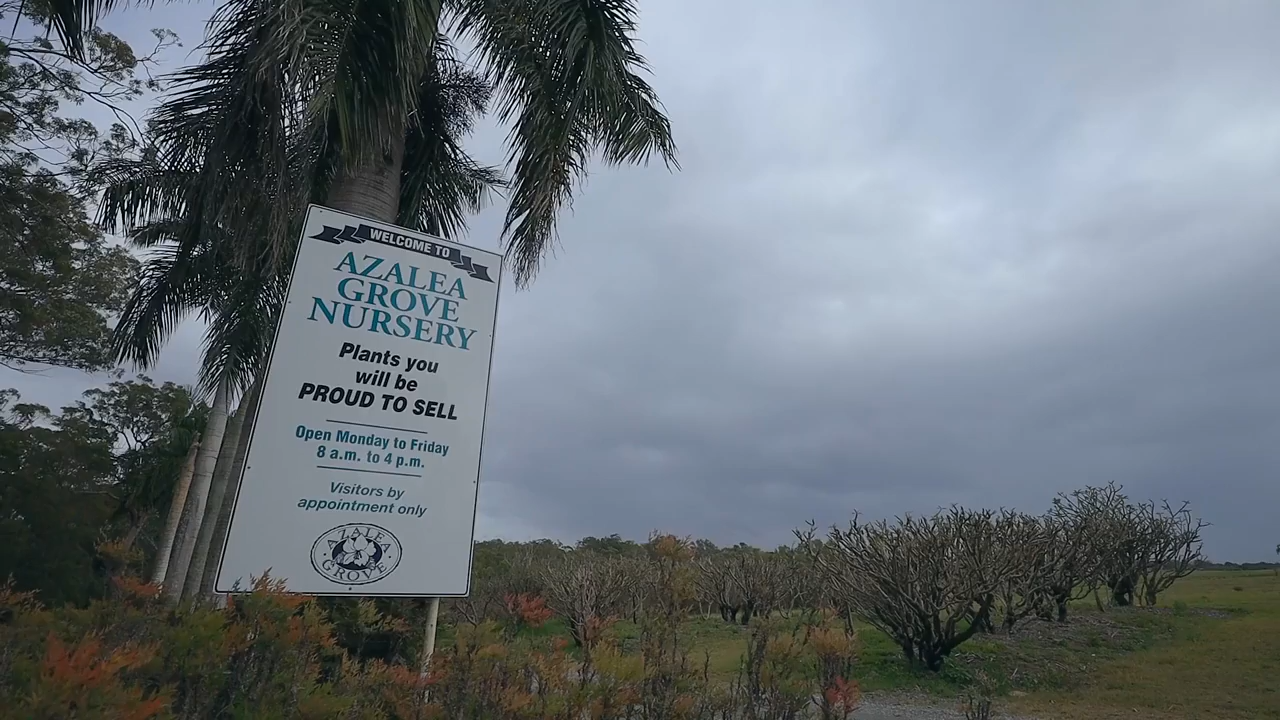 WELCOME TO
AZALEA
GROVE
NURSERY
Plants you
will be
PROUD TO SELL
Open Monday to Friday
8 a.m. to 4 p.m.
Visitors by
appointment only
AZALEA
GROVE